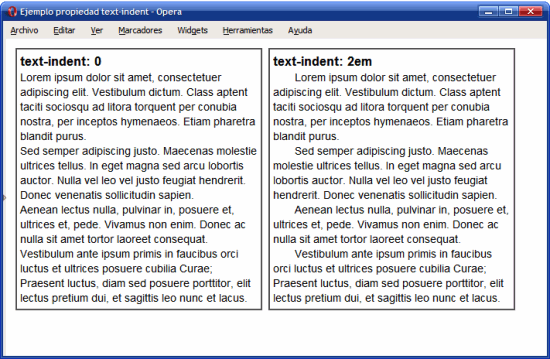 Ejemplo propiedad text-indent - Opera
Archivo Editar Ver Marcadores Widgets Herramientas Ayuda
text-indent: 0
Lorem ipsum dolor sit amet, consectetuer
adipiscing elit. Vestibulum dictum. Class aptent
taciti sociosqu ad litora torquent per conubia
nostra, per inceptos hymenaeos. Etiam pharetra
blandit purus.
Sed semper adipiscing justo. Maecenas molestie
ultrices tellus. In eget magna sed arcu lobortis
auctor. Nulla vel leo vel justo feugiat hendrerit.
Donec venenatis sollicitudin sapien.
Aenean lectus nulla, pulvinar in, posuere et,
ultrices et, pede. Vivamus non enim. Donec ac
nulla sit amet tortor laoreet consequat.
Vestibulum ante ipsum primis in faucibus orci
luctus et ultrices posuere cubilia Curae;
Praesent luctus, diam sed posuere porttitor, elit
lectus pretium dui, et sagittis leo nunc et lacus.
text-indent: 2em
Lorem ipsum dolor sit amet, consectetuer
adipiscing elit. Vestibulum dictum. Class aptent
taciti sociosqu ad litora torquent per conubia
nostra, per inceptos hymenaeos. Etiam pharetra
blandit purus.
Sed semper adipiscing justo. Maecenas
molestie ultrices tellus. In eget magna sed arcu
lobortis auctor. Nulla vel leo vel justo feugiat
hendrerit. Donec venenatis sollicitudin sapien.
Aenean lectus nulla, pulvinar in, posuere et,
ultrices et, pede. Vivamus non enim. Donec ac
nulla sit amet tortor laoreet consequat.
Vestibulum ante ipsum primis in faucibus
orci luctus et ultrices posuere cubilia Curae;
Praesent luctus, diam sed posuere porttitor, elit
lectus pretium dui, et sagittis leo nunc et lacus.